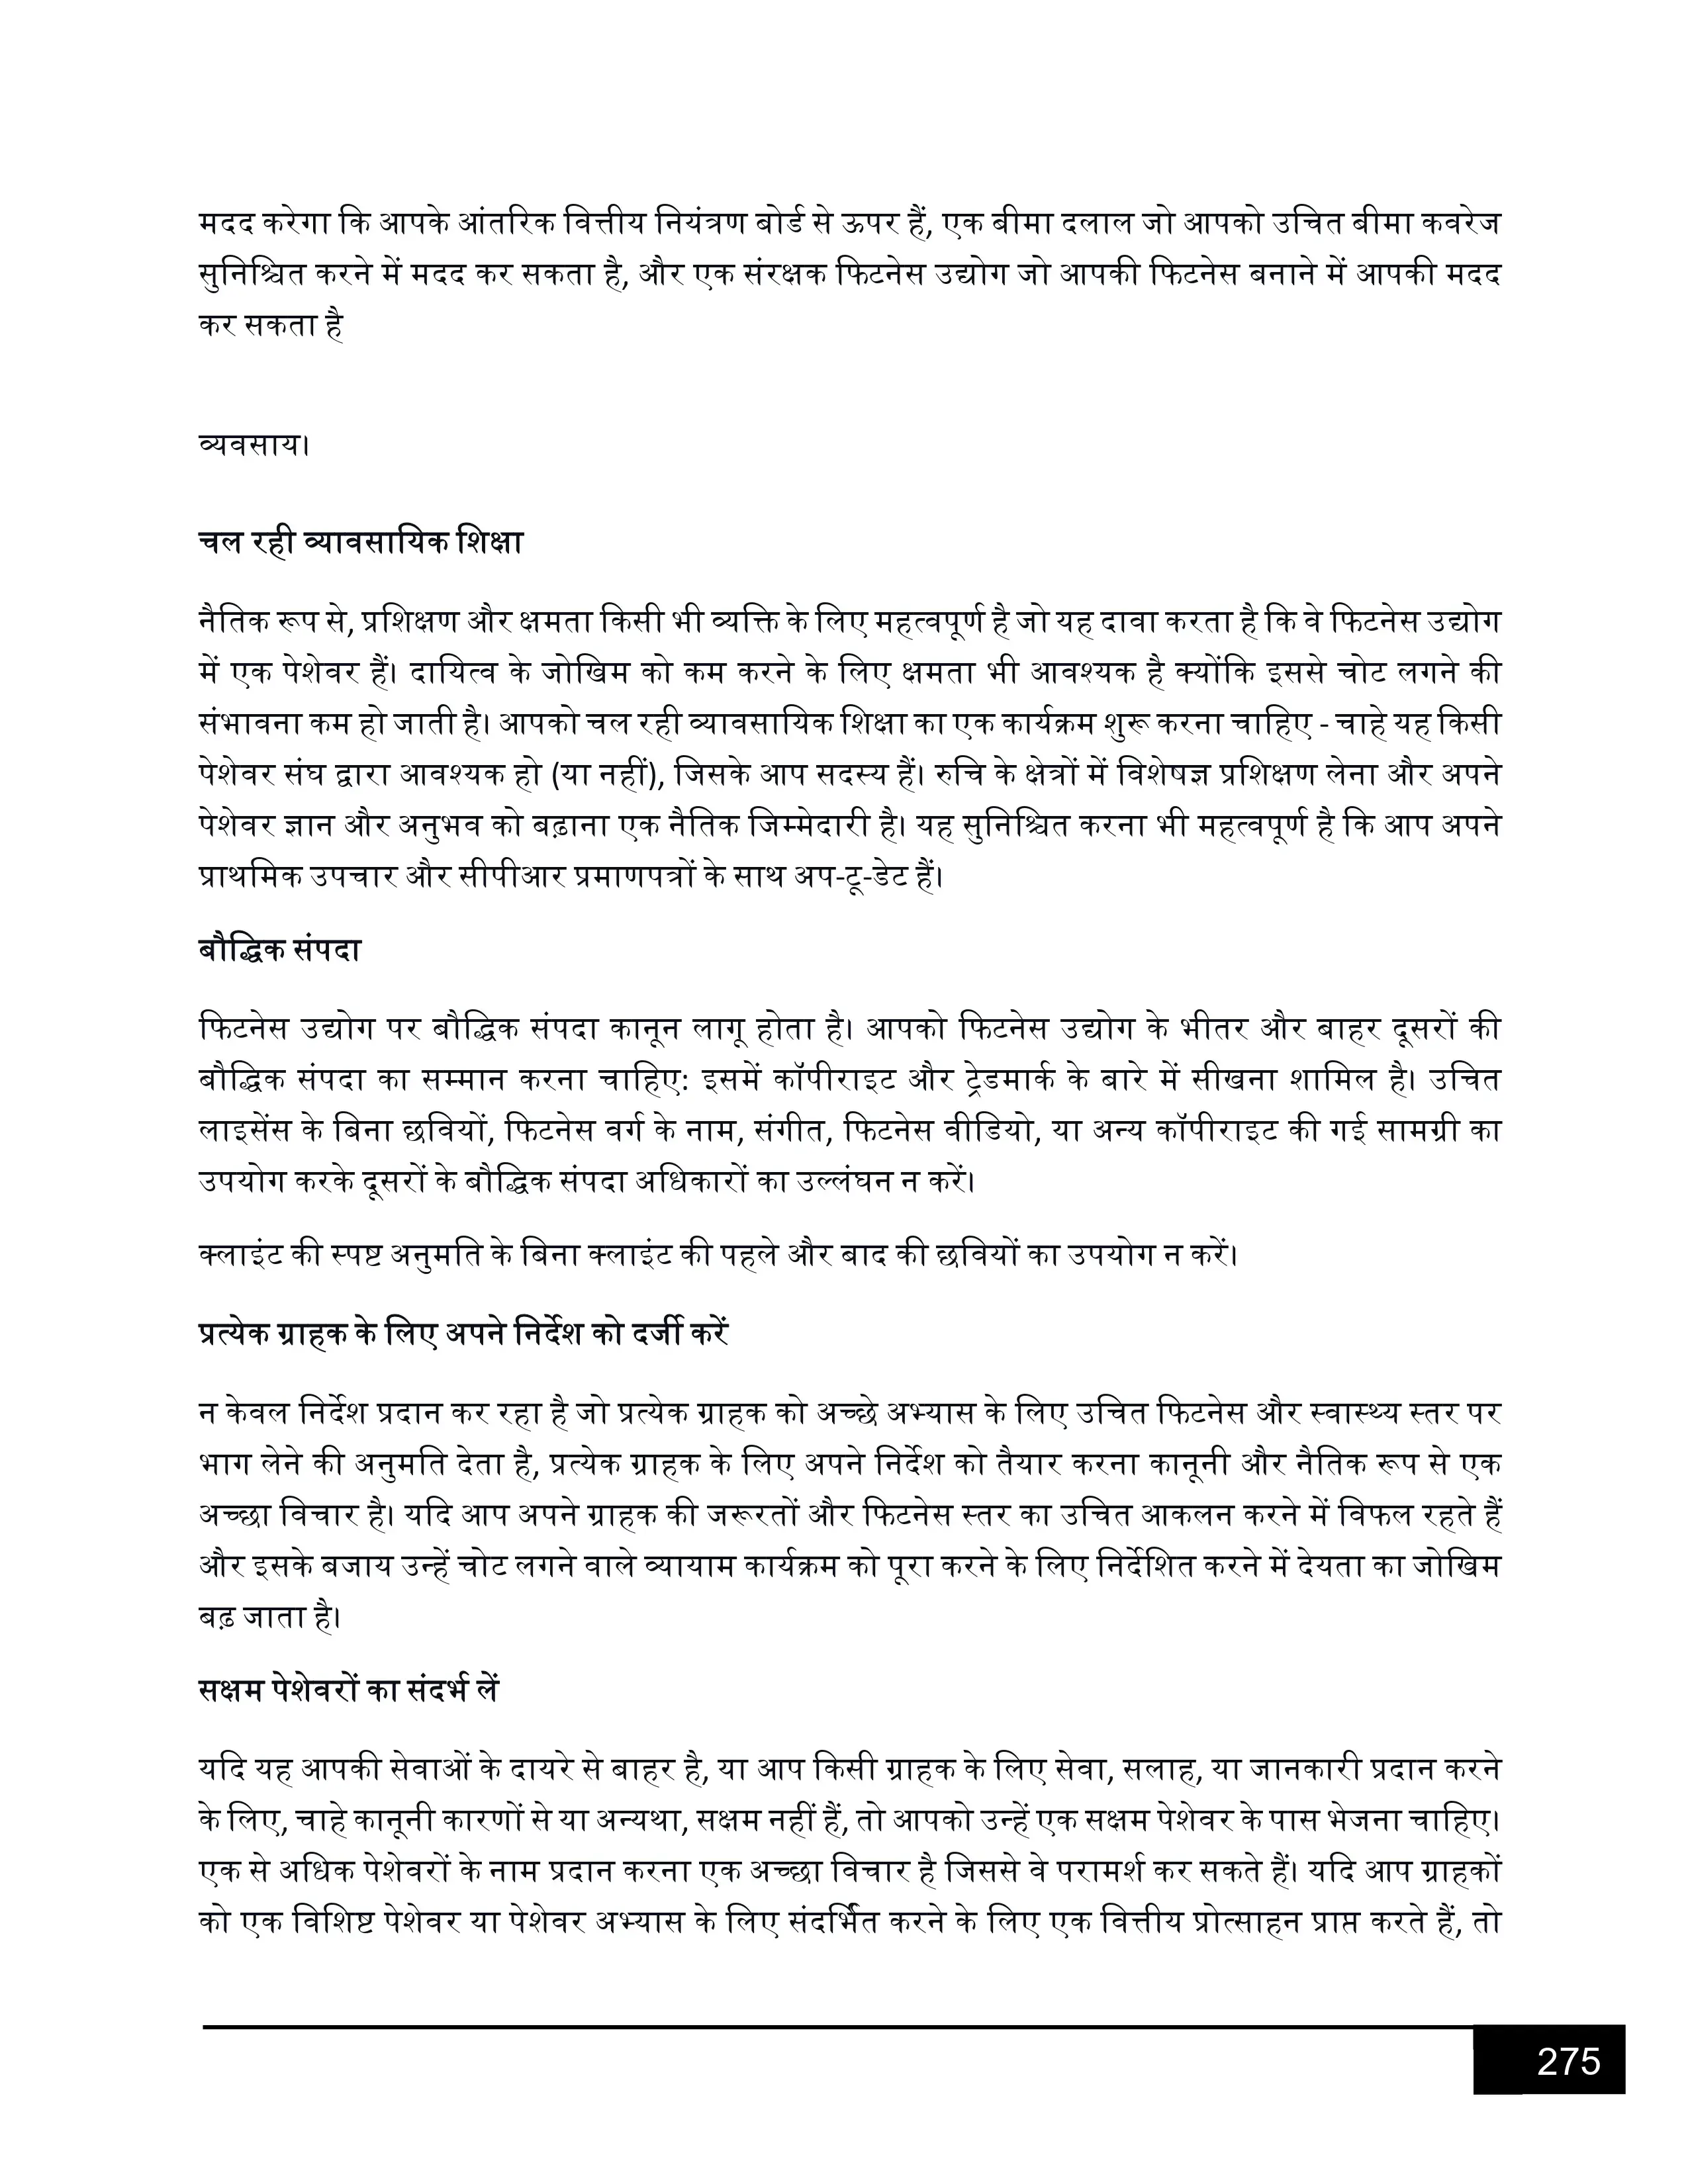 मदद करेगा कि आपके आंतरिक वित्तीय नियंत्रण बोर्ड से ऊपर हैं, एक बीमा दलाल जो आपको उचित बीमा कवरेज
सुनिश्चित करने में मदद कर सकता है, और एक संरक्षक फिटनेस उद्योग जो आपकी फिटनेस बनाने में आपकी मदद
कर सकता है
व्यवसाय।
चल रही व्यावसायिक शिक्षा
नैतिक रूप से, प्रशिक्षण और क्षमता किसी भी व्यक्ति के लिए महत्वपूर्ण है जो यह दावा करता है कि वे फिटनेस उद्योग
में एक पेशेवर हैं। दायित्व के जोखिम को कम करने के लिए क्षमता भी आवश्यक है क्योंकि इससे चोट लगने की
संभावना कम हो जाती है। आपको चल रही व्यावसायिक शिक्षा का एक कार्यक्रम शुरू करना चाहिए - चाहे यह किसी
पेशेवर संघ द्वारा आवश्यक हो (या नहीं), जिसके आप सदस्य हैं। रुचि के क्षेत्रों में विशेषज्ञ प्रशिक्षण लेना और अपने
पेशेवर ज्ञान और अनुभव को बढ़ाना एक नैतिक जिम्मेदारी है। यह सुनिश्चित करना भी महत्वपूर्ण है कि आप अपने
प्राथमिक उपचार और सीपीआर प्रमाणपत्रों के साथ अप-टू-डेट हैं।
बौद्धिक संपदा
फिटनेस उद्योग पर बौद्धिक संपदा कानून लागू होता है। आपको फिटनेस उद्योग के भीतर और बाहर दूसरों की
बौद्धिक संपदा का सम्मान करना चाहिए: इसमें कॉपीराइट और ट्रेडमार्क के बारे में सीखना शामिल है। उचित
लाइसेंस के बिना छवियों, फिटनेस वर्ग के नाम, संगीत, फिटनेस वीडियो, या अन्य कॉपीराइट की गई सामग्री का
उपयोग करके दूसरों के बौद्धिक संपदा अधिकारों का उल्लंघन न करें।
क्लाइंट की स्पष्ट अनुमति के बिना क्लाइंट की पहले और बाद की छवियों का उपयोग न करें।
प्रत्येक ग्राहक के लिए अपने निर्देश को दर्जी करें
न केवल निर्देश प्रदान कर रहा है जो प्रत्येक ग्राहक को अच्छे अभ्यास के लिए उचित फिटनेस और स्वास्थ्य स्तर पर
भाग लेने की अनुमति देता है, प्रत्येक ग्राहक के लिए अपने निर्देश को तैयार करना कानूनी और नैतिक रूप से एक
अच्छा विचार है। यदि आप अपने ग्राहक की जरूरतों और फिटनेस स्तर का उचित आकलन करने में विफल रहते हैं
और इसके बजाय उन्हें चोट लगने वाले व्यायाम कार्यक्रम को पूरा करने के लिए निर्देशित करने में देयता का जोखिम
बढ़ जाता है।
सक्षम पेशेवरों का संदर्भ लें
यदि यह आपकी सेवाओं के दायरे से बाहर है, या आप किसी ग्राहक के लिए सेवा, सलाह, या जानकारी प्रदान करने
के लिए, चाहे कानूनी कारणों से या अन्यथा, सक्षम नहीं हैं, तो आपको उन्हें एक सक्षम पेशेवर के पास भेजना चाहिए।
एक से अधिक पेशेवरों के नाम प्रदान करना एक अच्छा विचार है जिससे वे परामर्श कर सकते हैं। यदि आप ग्राहकों
को एक विशिष्ट पेशेवर या पेशेवर अभ्यास के लिए संदर्भित करने के लिए एक वित्तीय प्रोत्साहन प्राप्त करते हैं, तो
275